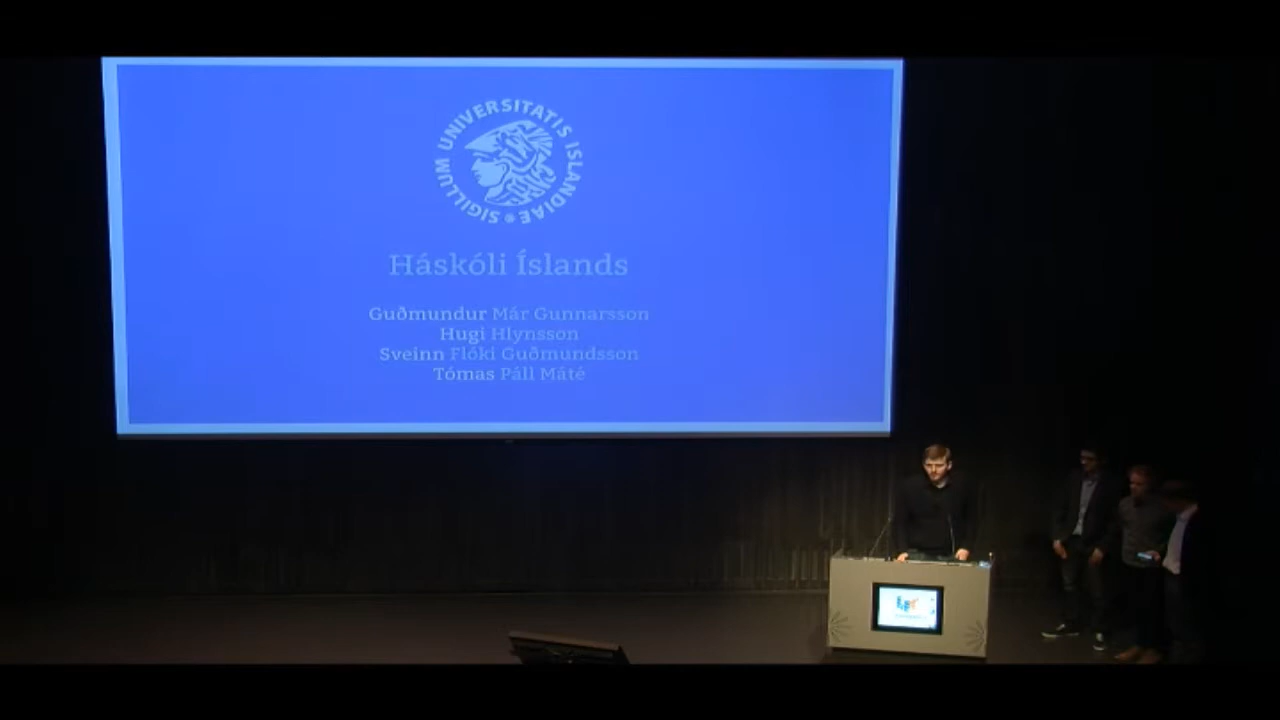 SIGILLUM UNIVERSITATIS ISLANDIAE
Háskóli Íslands
Guðmundur Már Gunnarsson
Hugi Hlynsson
Sveinn Flóki Guðmundsson
Tómas Páll Máté